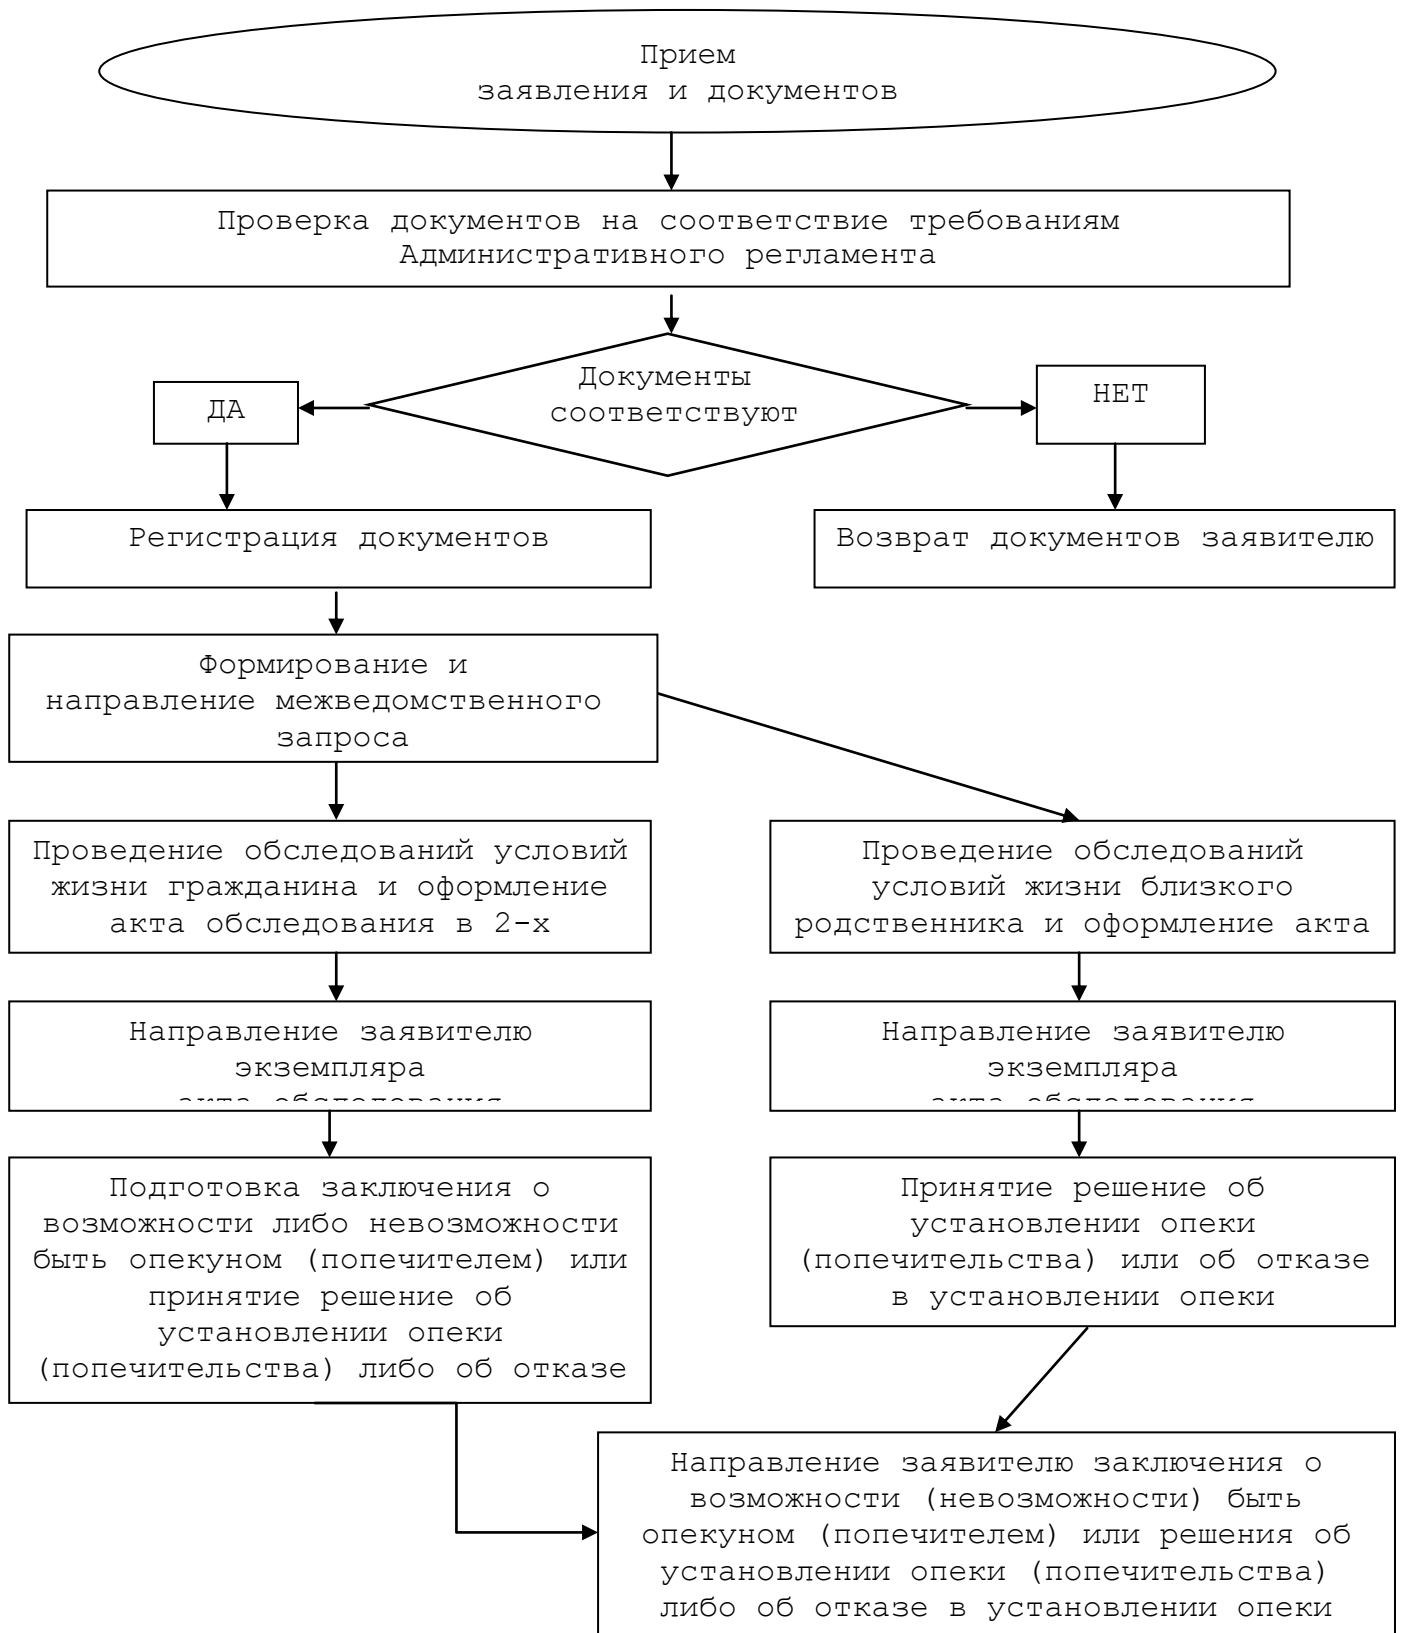 Прием
заявления и документов
Проверка документов на соответствие требованиям
Административного регламента
Документы
соответствуют
ДА
НЕТ
Регистрация документов
Возврат документов заявителю
Формирование и
направление межведомственного
запроса
Проведение обследований условий
жизни гражданина и оформление
акта обследования в 2-х
Проведение обследований
условий жизни близкого
родственника и оформление акта
Направление заявителю
экземпляра
акта обследования
Направление заявителю
экземпляра
акта обследования
Подготовка заключения о
возможности либо невозможности
быть опекуном (попечителем) или
принятие решение об
установлении опеки
(попечительства) либо об отказе
Принятие решение об
установлении опеки
(попечительства) или об отказе
в установлении опеки
Направление заявителю заключения о
возможности (невозможности) быть
опекуном (попечителем) или решения об
установлении опеки (попечительства)
либо об отказе в установлении опеки